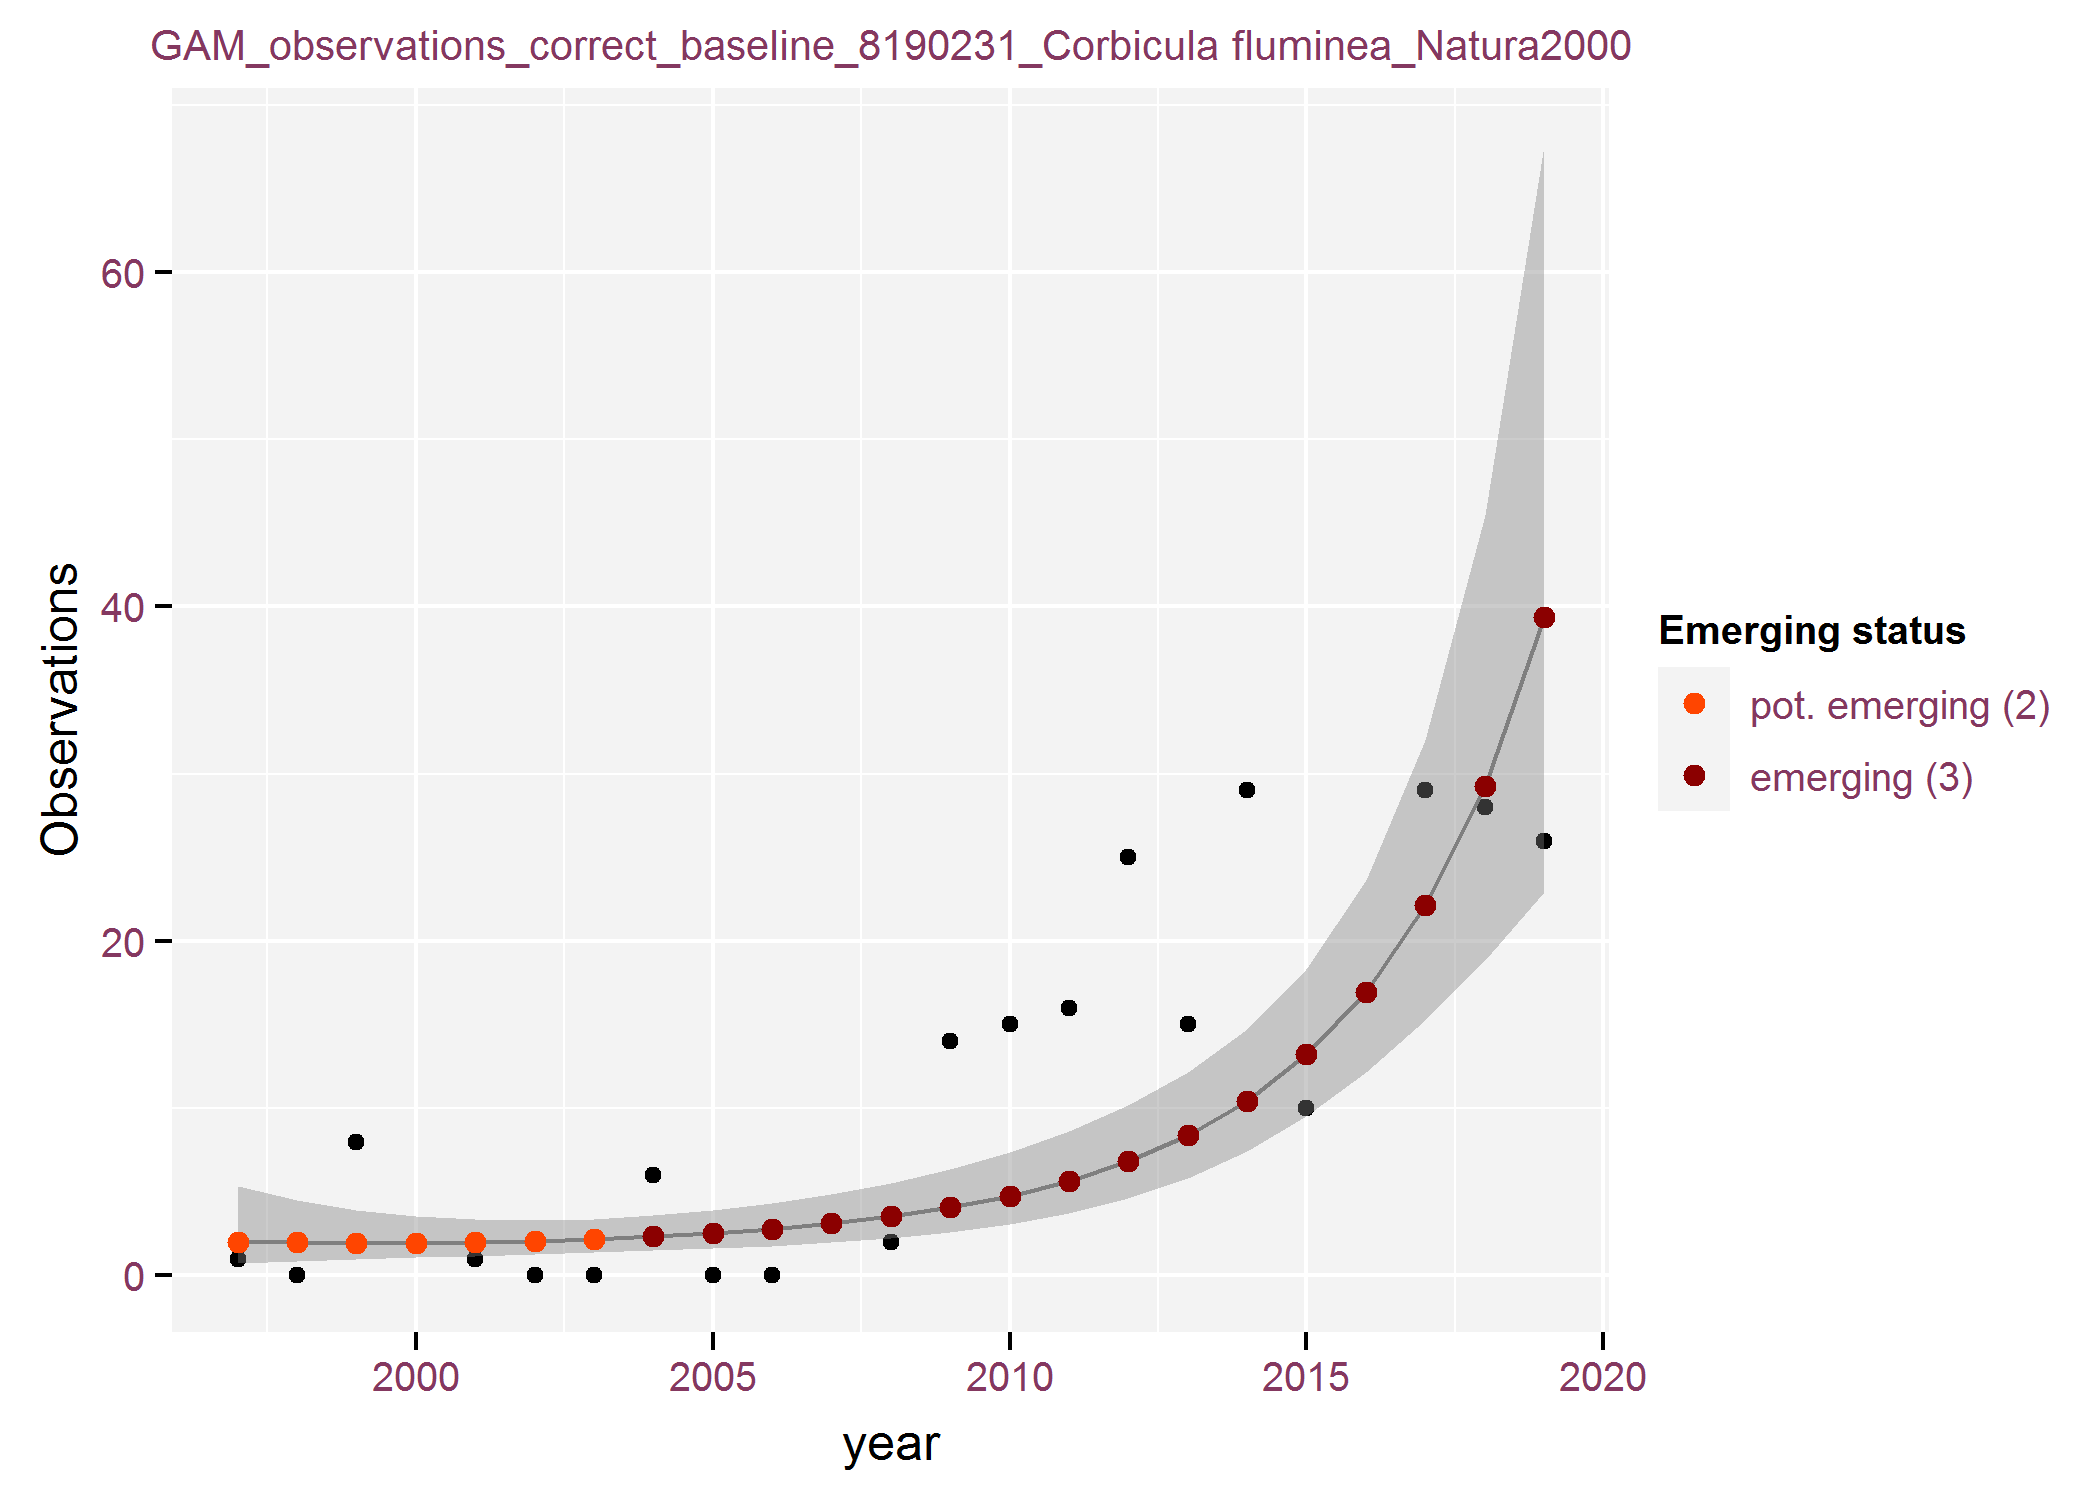 GAM_observations_correct_baseline_8190231_Corbicula fluminea_Natura2000
60
40
20
0
Observations
2000 2005 2010 2015 2020
year
Emerging status
pot. emerging (2)
emerging (3)